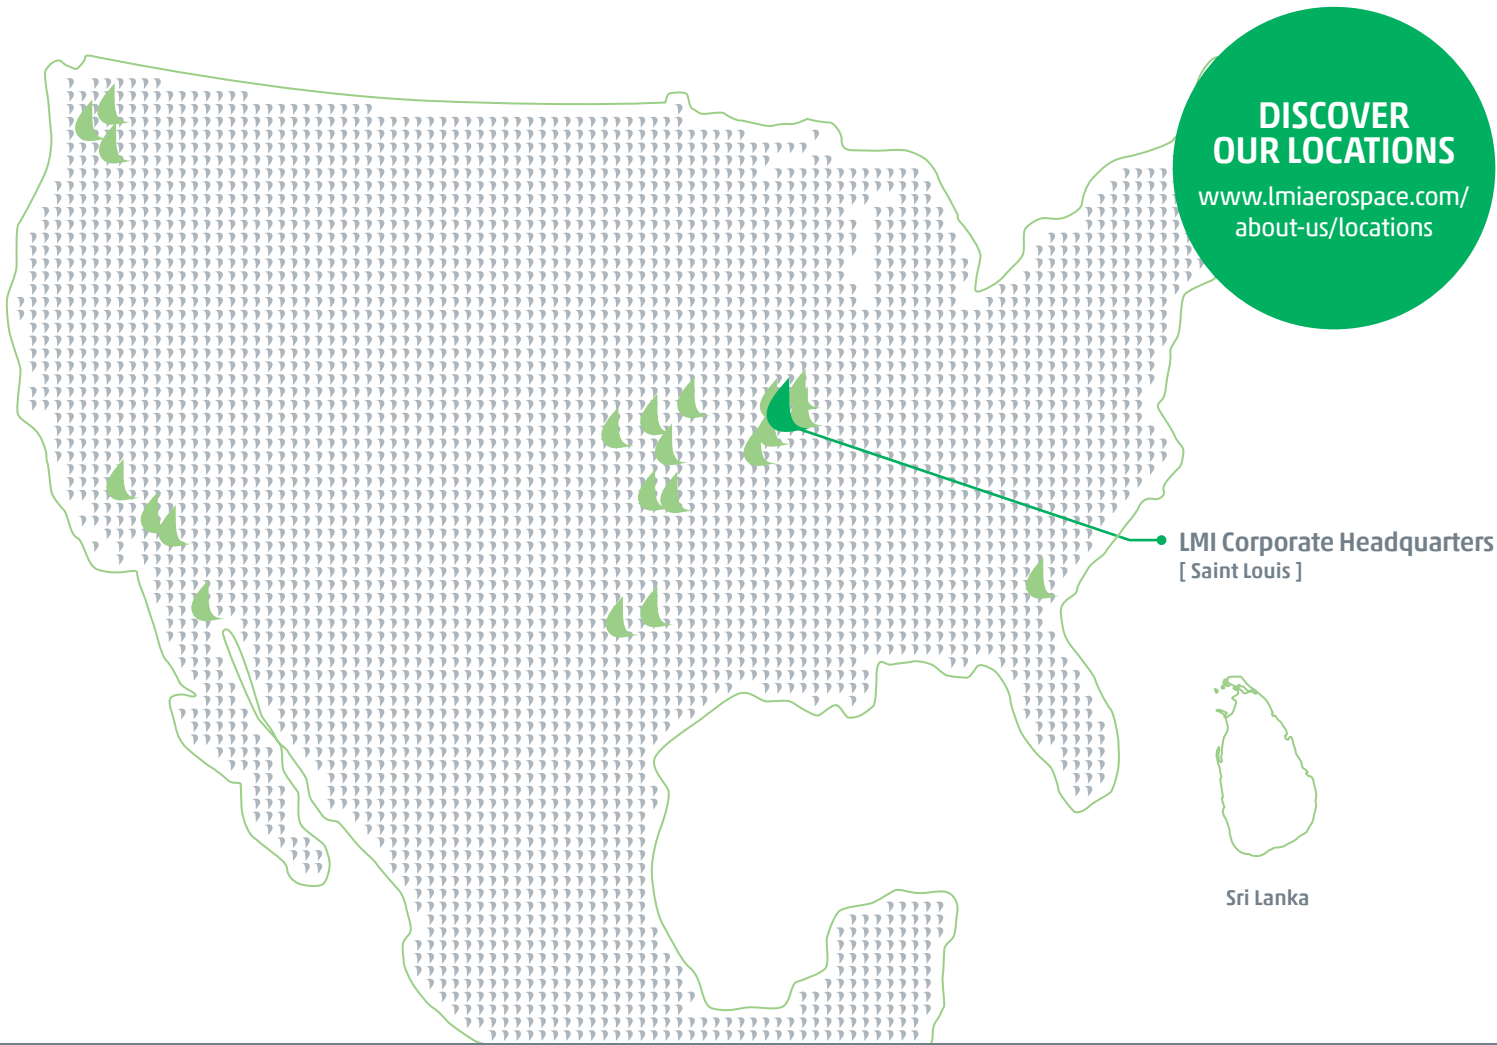 DISCOVER
OUR LOCATIONS
www.lmiaerospace.com/
about-us/locations
LMI Corporate Headquarters
[ Saint Louis ]
Sri Lanka